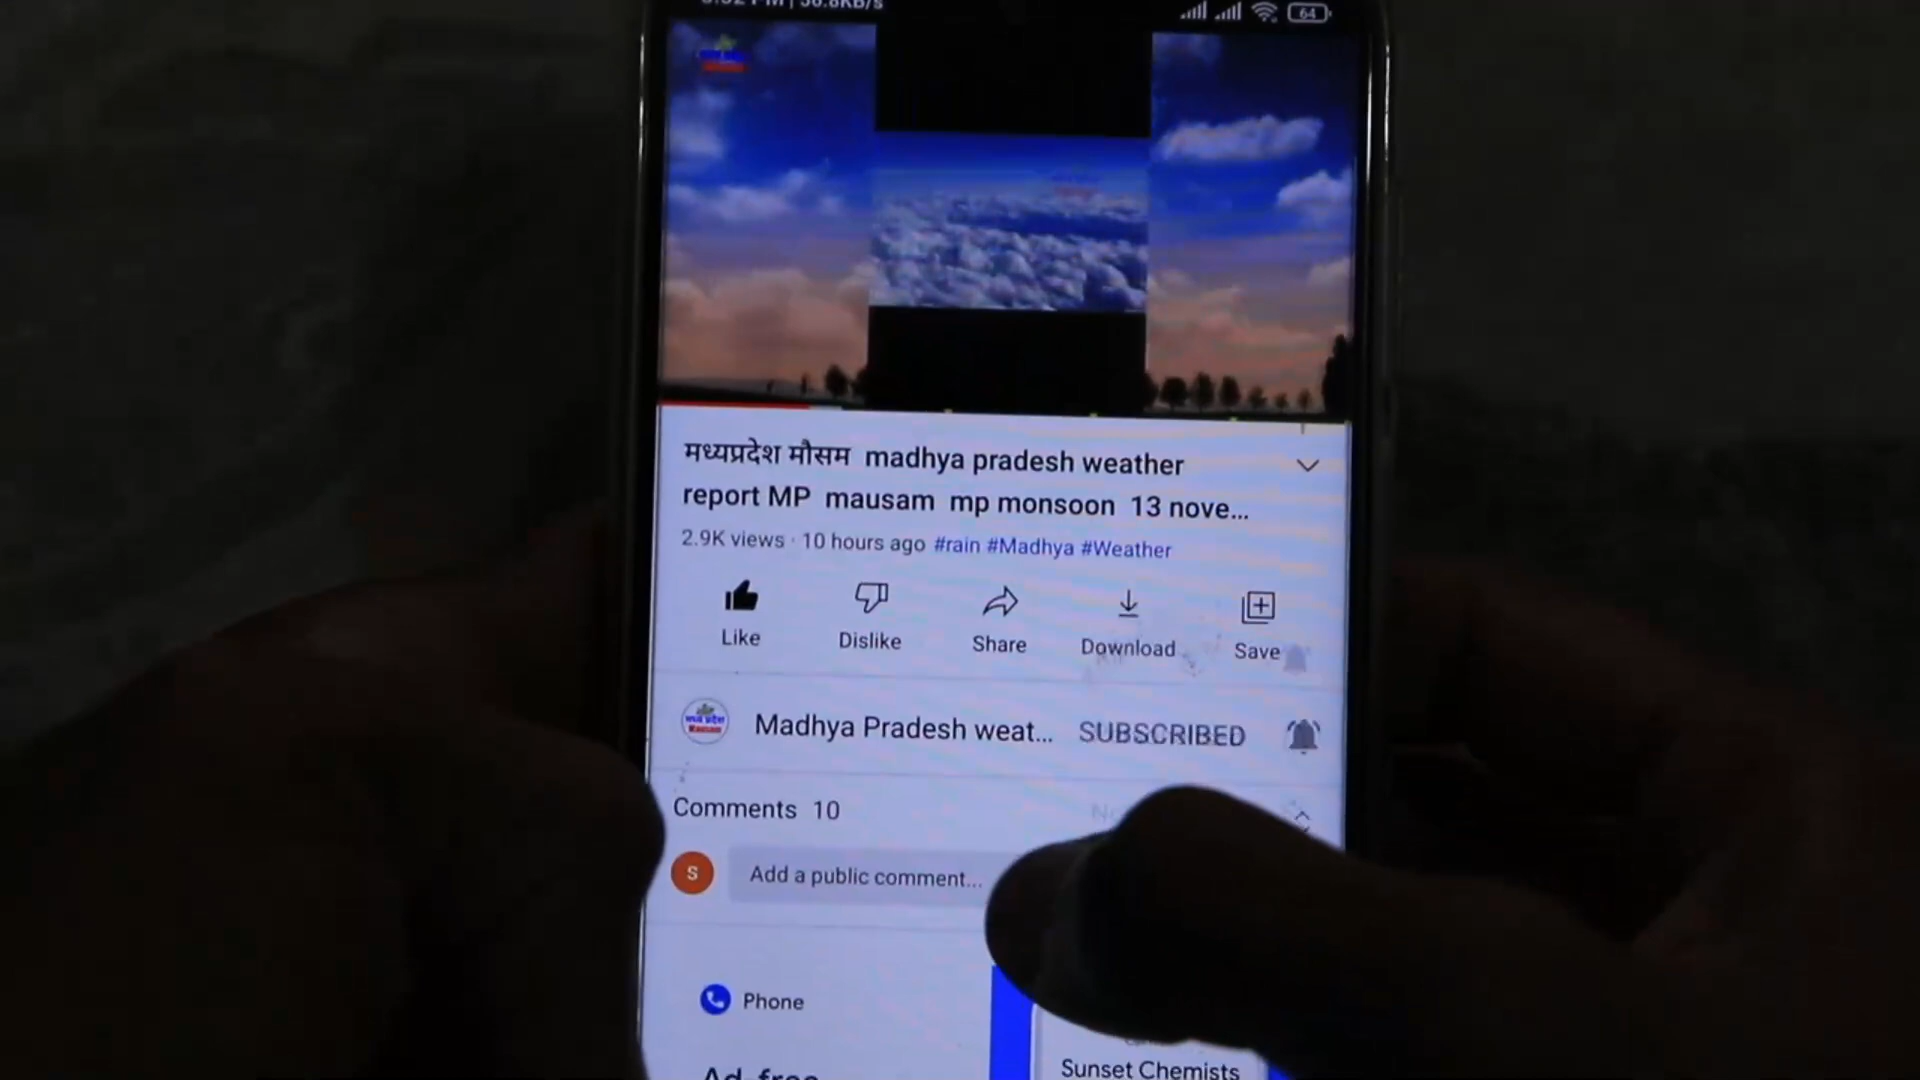 64
मध्यप्रदेश मौसम madhya pradesh weather
report MP mausam mp monsoon 13 nove...
2.9K views · 10 hours ago #rain #Madhya #Weather
Like
Dislike
Share
Download
Save
Madhya Pradesh weat...
SUBSCRIBED
Comments 10
S
Add a public comment...
Phone
Sunset Chemists